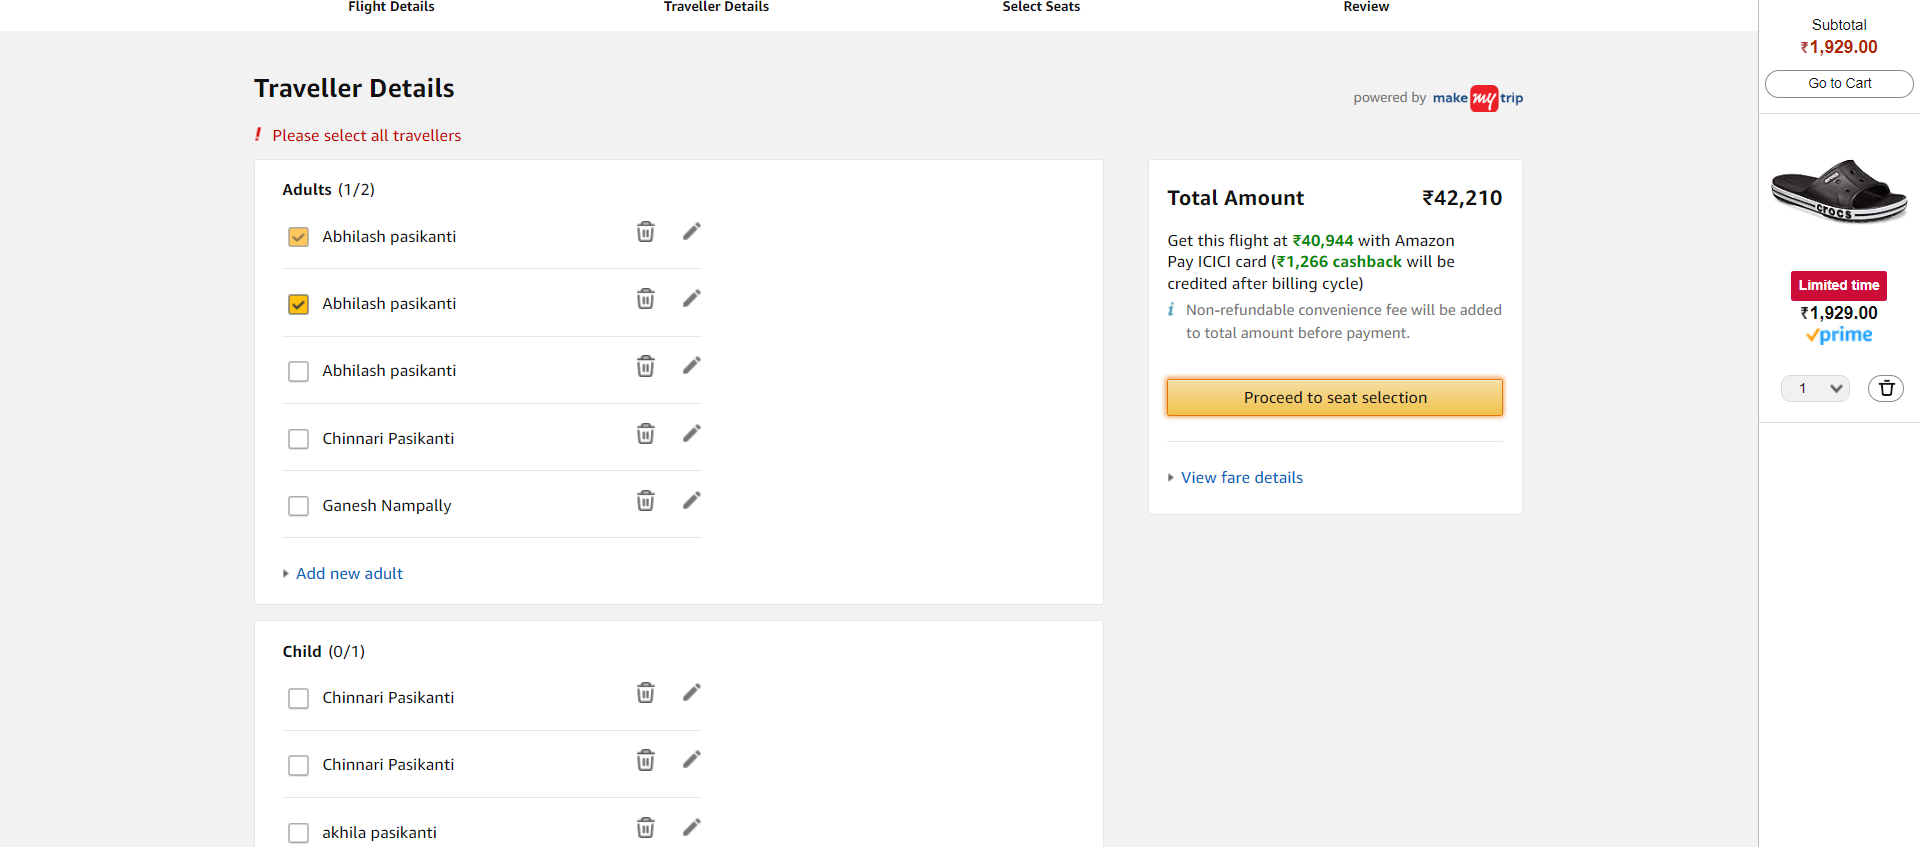 Flight Details
Traveller Details
Select Seats
Review
Traveller Details
powered by make my trip
! Please select all travellers
Adults (1/2)
Abhilash pasikanti
Abhilash pasikanti
Abhilash pasikanti
Chinnari Pasikanti
Ganesh Nampally
Add new adult
Child (0/1)
Chinnari Pasikanti
Chinnari Pasikanti
akhila pasikanti
Total Amount ₹42,210
Get this flight at ₹40,944 with Amazon
Pay ICICI card (₹1,266 cashback will be
credited after billing cycle)
i Non-refundable convenience fee will be added
to total amount before payment.
Proceed to seat selection
View fare details
Subtotal
₹1,929.00
Go to Cart
crocs
Limited time
₹1,929.00
prime
1